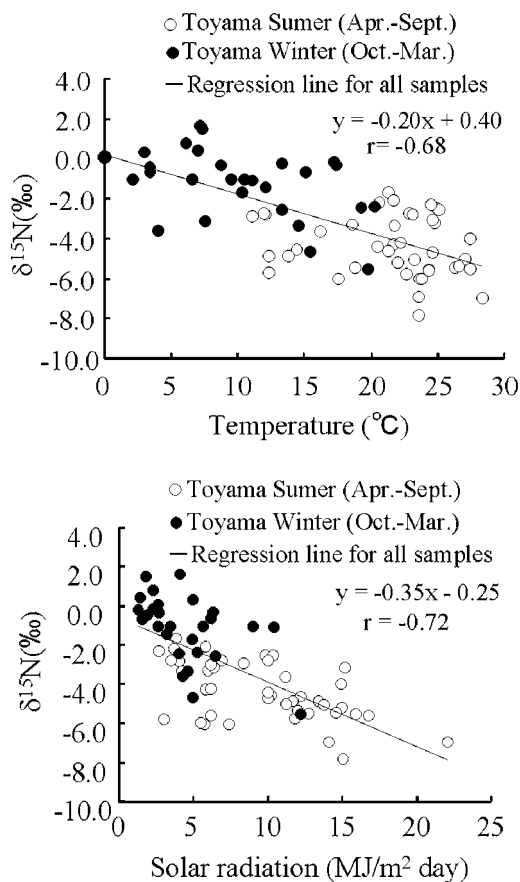 Toyama Sumer (Apr.-Sept.)
Toyama Winter (Oct.-Mar.)
Regression line for all samples
y = -0.20x + 0.40
r= -0.68
4.0
2.0
0.0
-2.0
-4.0
-6.0
-8.0
-10.0
δ¹⁵N(‰)
0 5 10 15 20 25 30
Temperature (°C)
Toyama Sumer (Apr.-Sept.)
Toyama Winter (Oct.-Mar.)
Regression line for all samples
y = -0.35x - 0.25
r = -0.72
4.0
2.0
0.0
-2.0
-4.0
-6.0
-8.0
-10.0
δ¹⁵N(‰)
0 5 10 15 20 25
Solar radiation (MJ/m² day)